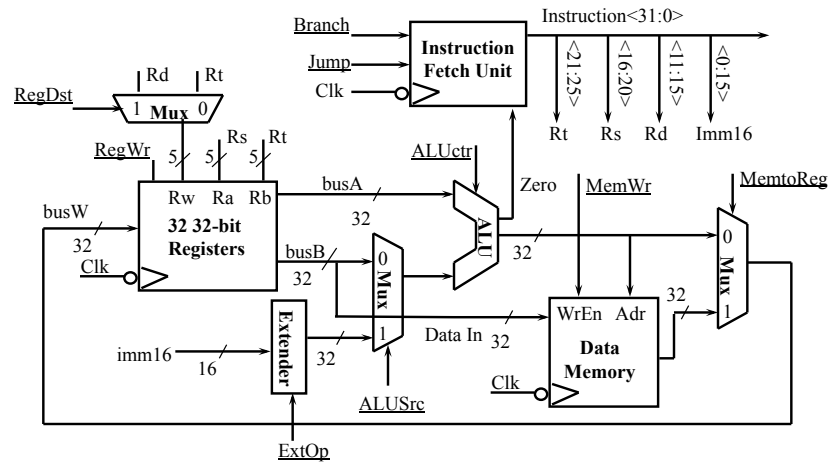 Branch
Instruction<31:0>
Instruction
Fetch Unit
Jump
Clk
<21:25>
<16:20>
<11:15>
<0:15>
Rt
Rs
Rd
Imm16
Rd
Rt
RegDst
1 Mux 0
RegWr
5
5
Rs
5
Rt
ALUctr
Zero
MemWr
MemtoReg
busW
32
Rw Ra Rb
32 32-bit
Registers
Clk
busA
32
busB
32
0
Mux
1
ALU
32
0
Mux
1
32
imm16
16
Extender
32
Data In
32
WrEn Adr
Data
Memory
Clk
ALUSrc
ExtOp